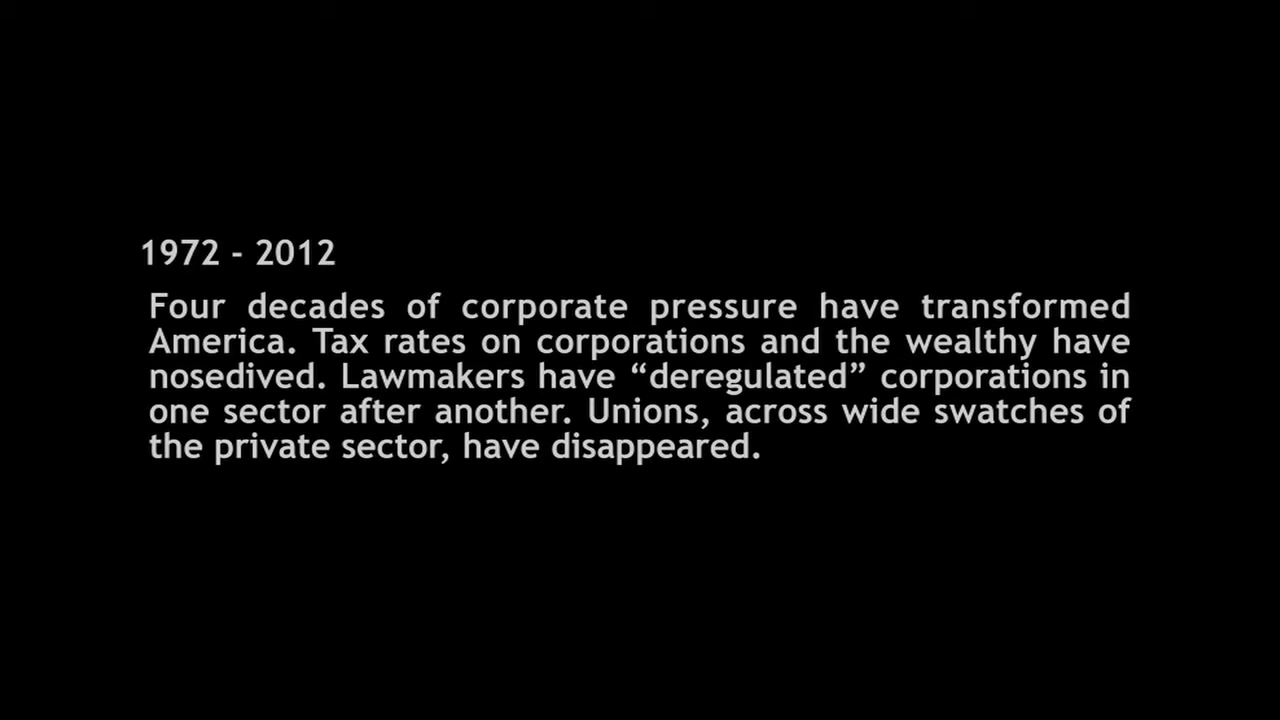 1972 - 2012
Four decades of corporate pressure have transformed
America. Tax rates on corporations and the wealthy have
nosedived. Lawmakers have “deregulated” corporations in
one sector after another. Unions, across wide swatches of
the private sector, have disappeared.